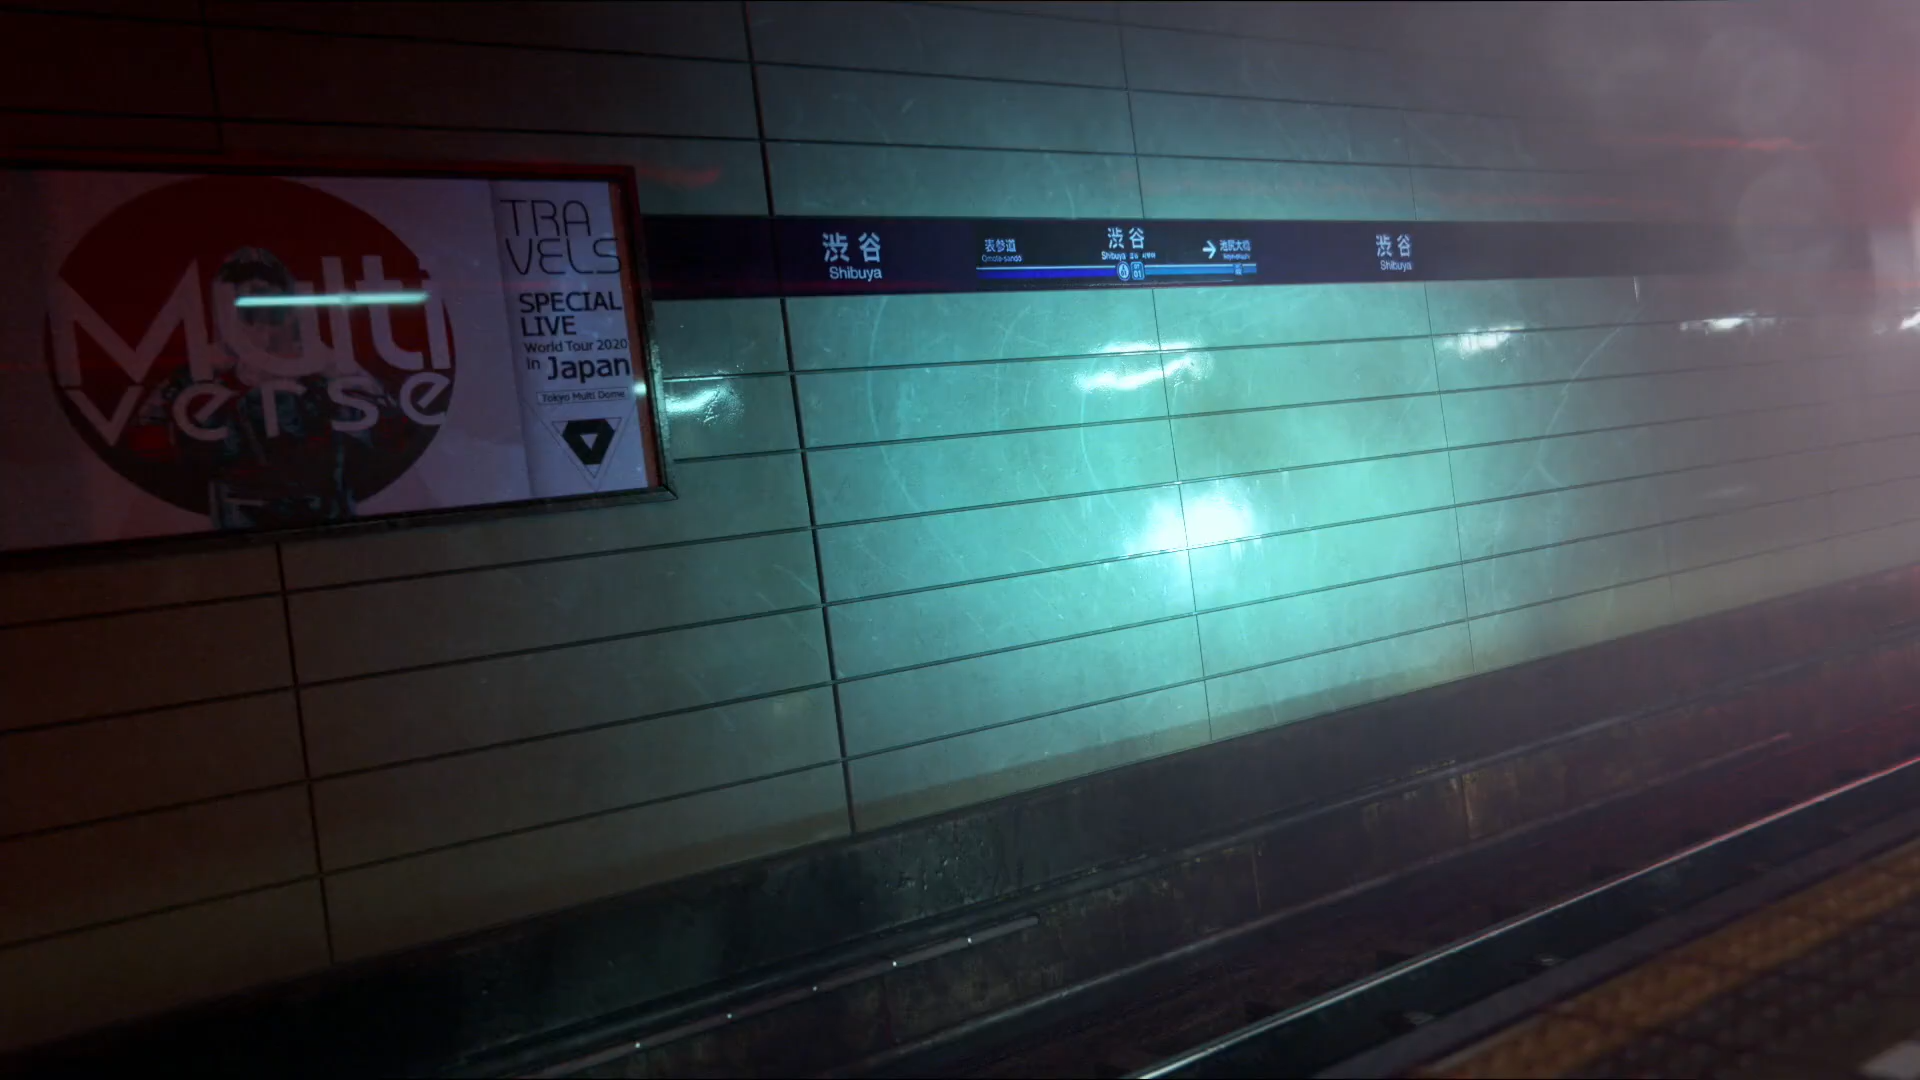 Multi
verse
TRA
VELS
SPECIAL
LIVE
World Tour 2020
in Japan
Tokyo Multi Dome
渋谷
Shibuya
表参道
Omote-sando
渋谷
Shibuya
01
→池尻大橋
渋谷
Shibuya